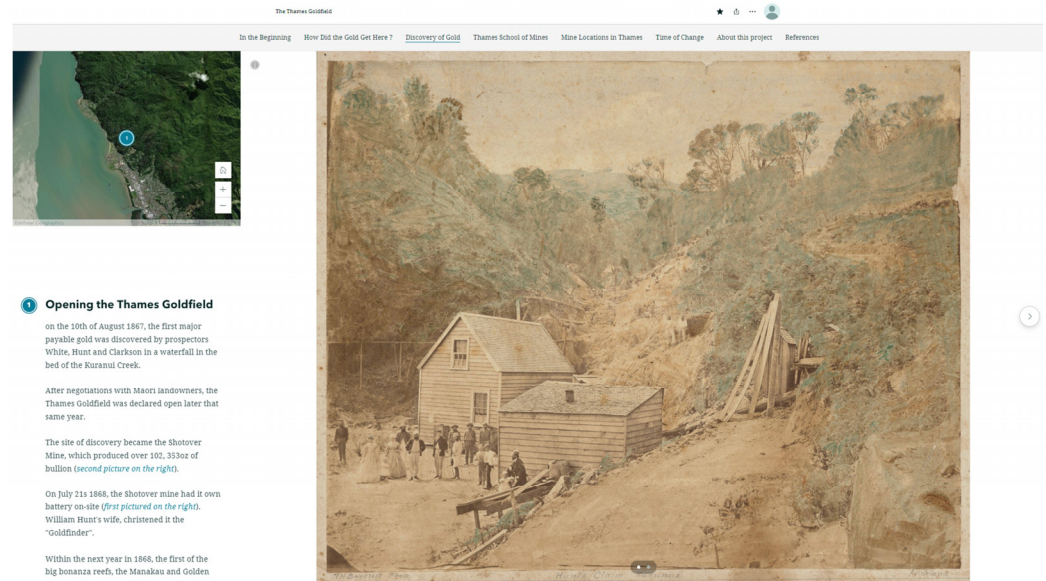 The Thames Goldfield
In the Beginning How Did the Gold Get Here ? Discovery of Gold Thames School of Mines Mine Locations in Thames Time of Change About this project References
1
1 Opening the Thames Goldfield
on the 10th of August 1867, the first major
payable gold was discovered by prospectors
White, Hunt and Clarkson in a waterfall in the
bed of the Kuranui Creek.
After negotiations with Maori landowners, the
Thames Goldfield was declared open later that
same year.
The site of discovery became the Shotover
Mine, which produced over 102, 353oz of
bullion (second picture on the right).
On July 21s 1868, the Shotover mine had it own
battery on-site (first pictured on the right).
William Hunt's wife, christened it the
"Goldfinder".
Within the next year in 1868, the first of the
big bonanza reefs, the Manakau and Golden